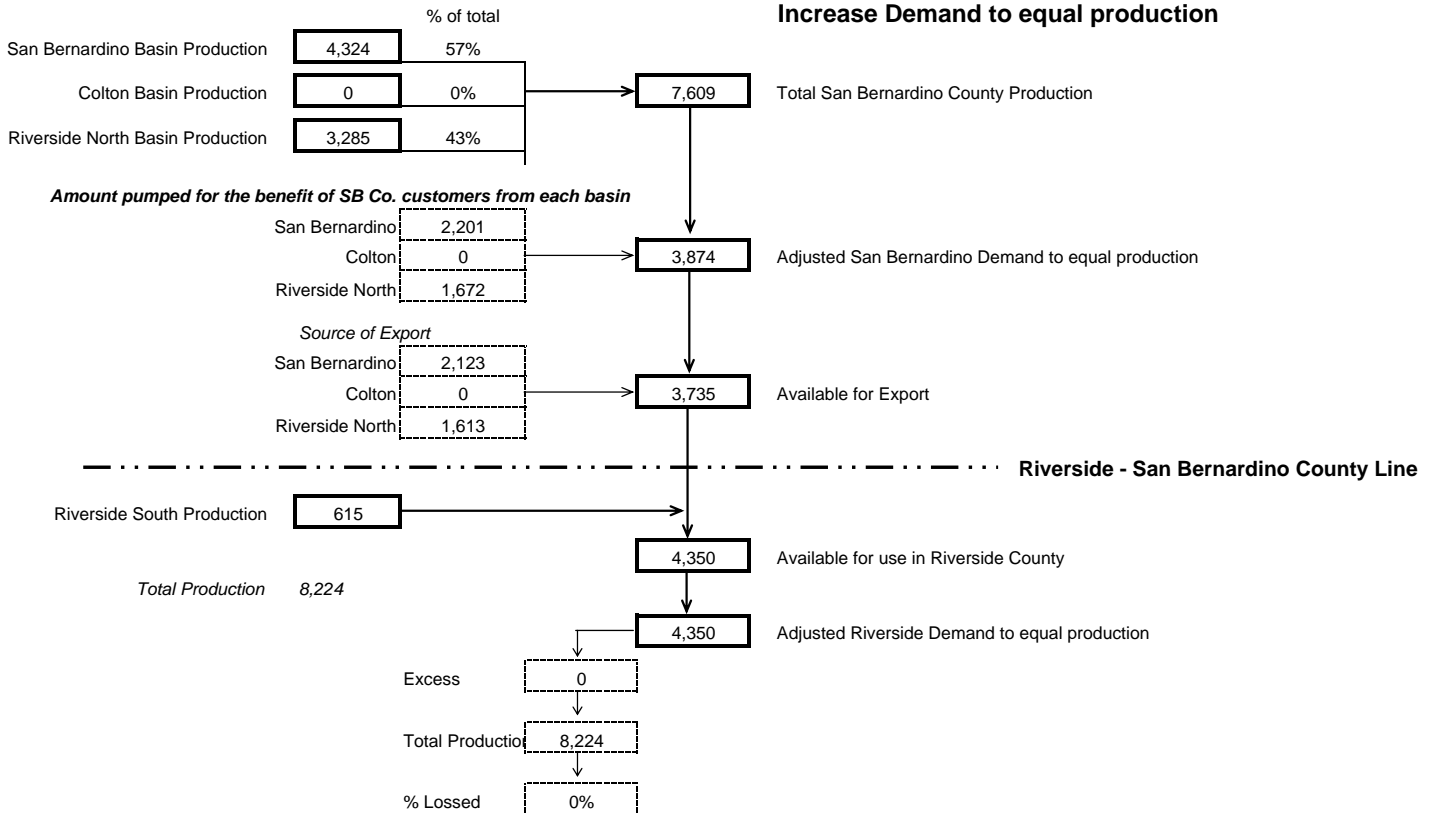 % of total
Increase Demand to equal production
San Bernardino Basin Production 4,324 57%
Colton Basin Production 0 0% 7,609 Total San Bernardino County Production
Riverside North Basin Production 3,285 43%
Amount pumped for the benefit of SB Co. customers from each basin
San Bernardino 2,201
Colton 0 3,874 Adjusted San Bernardino Demand to equal production
Riverside North 1,672
Source of Export
San Bernardino 2,123
Colton 0 3,735 Available for Export
Riverside North 1,613
Riverside - San Bernardino County Line
Riverside South Production 615
4,350 Available for use in Riverside County
Total Production 8,224
4,350 Adjusted Riverside Demand to equal production
Excess 0
Total Production 8,224
% Lossed 0%